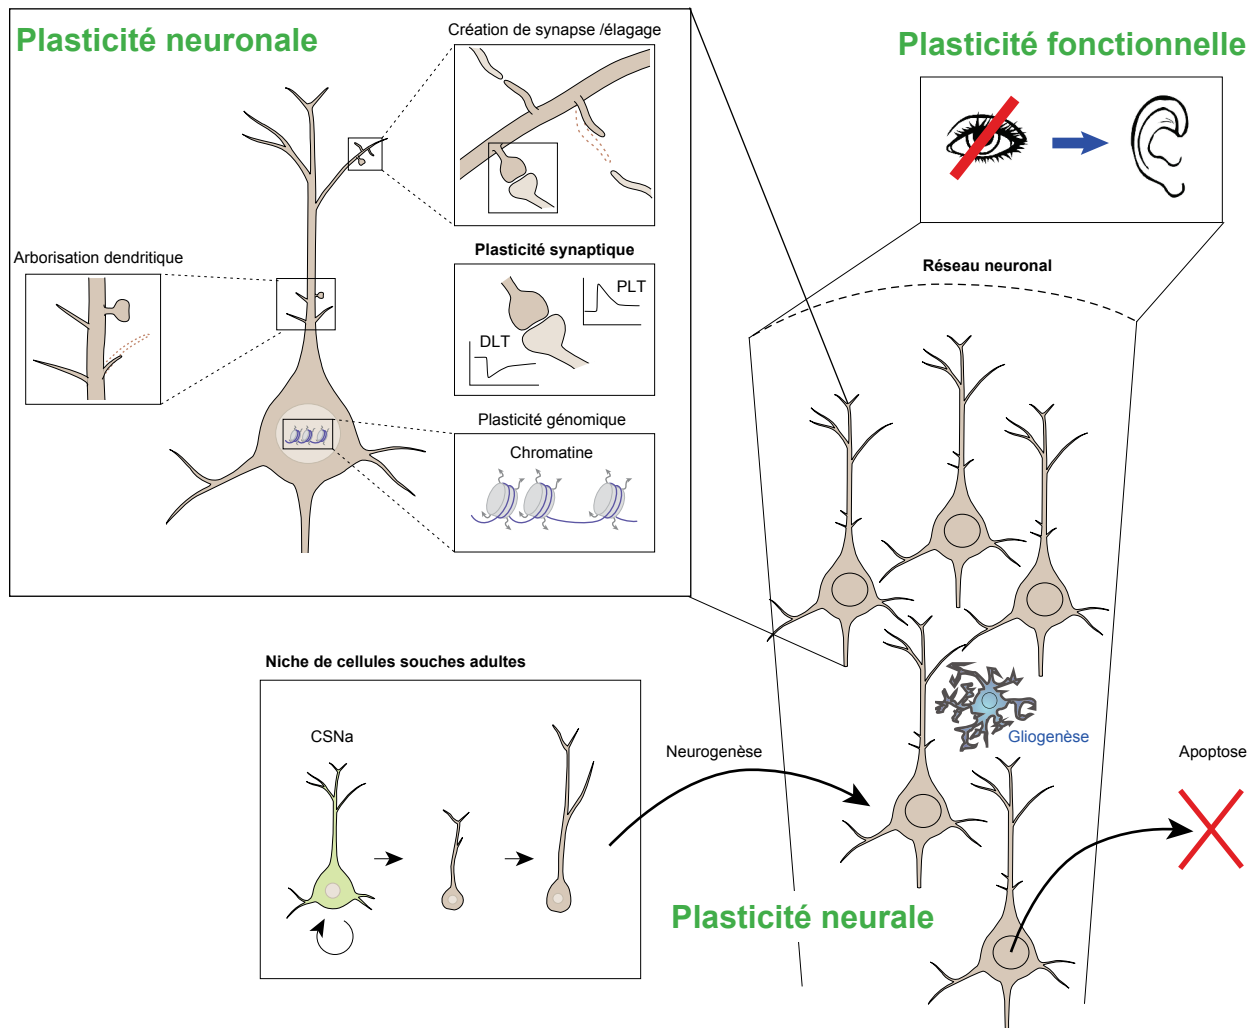 Plasticité neuronale
Création de synapse /élagage
Arborisation dendritique
Plasticité synaptique
PLT
DLT
Plasticité génomique
Chromatine
Plasticité fonctionnelle
Réseau neuronal
Niche de cellules souches adultes
CSNa
Neurogenèse
Gliogenèse
Apoptose
Plasticité neurale